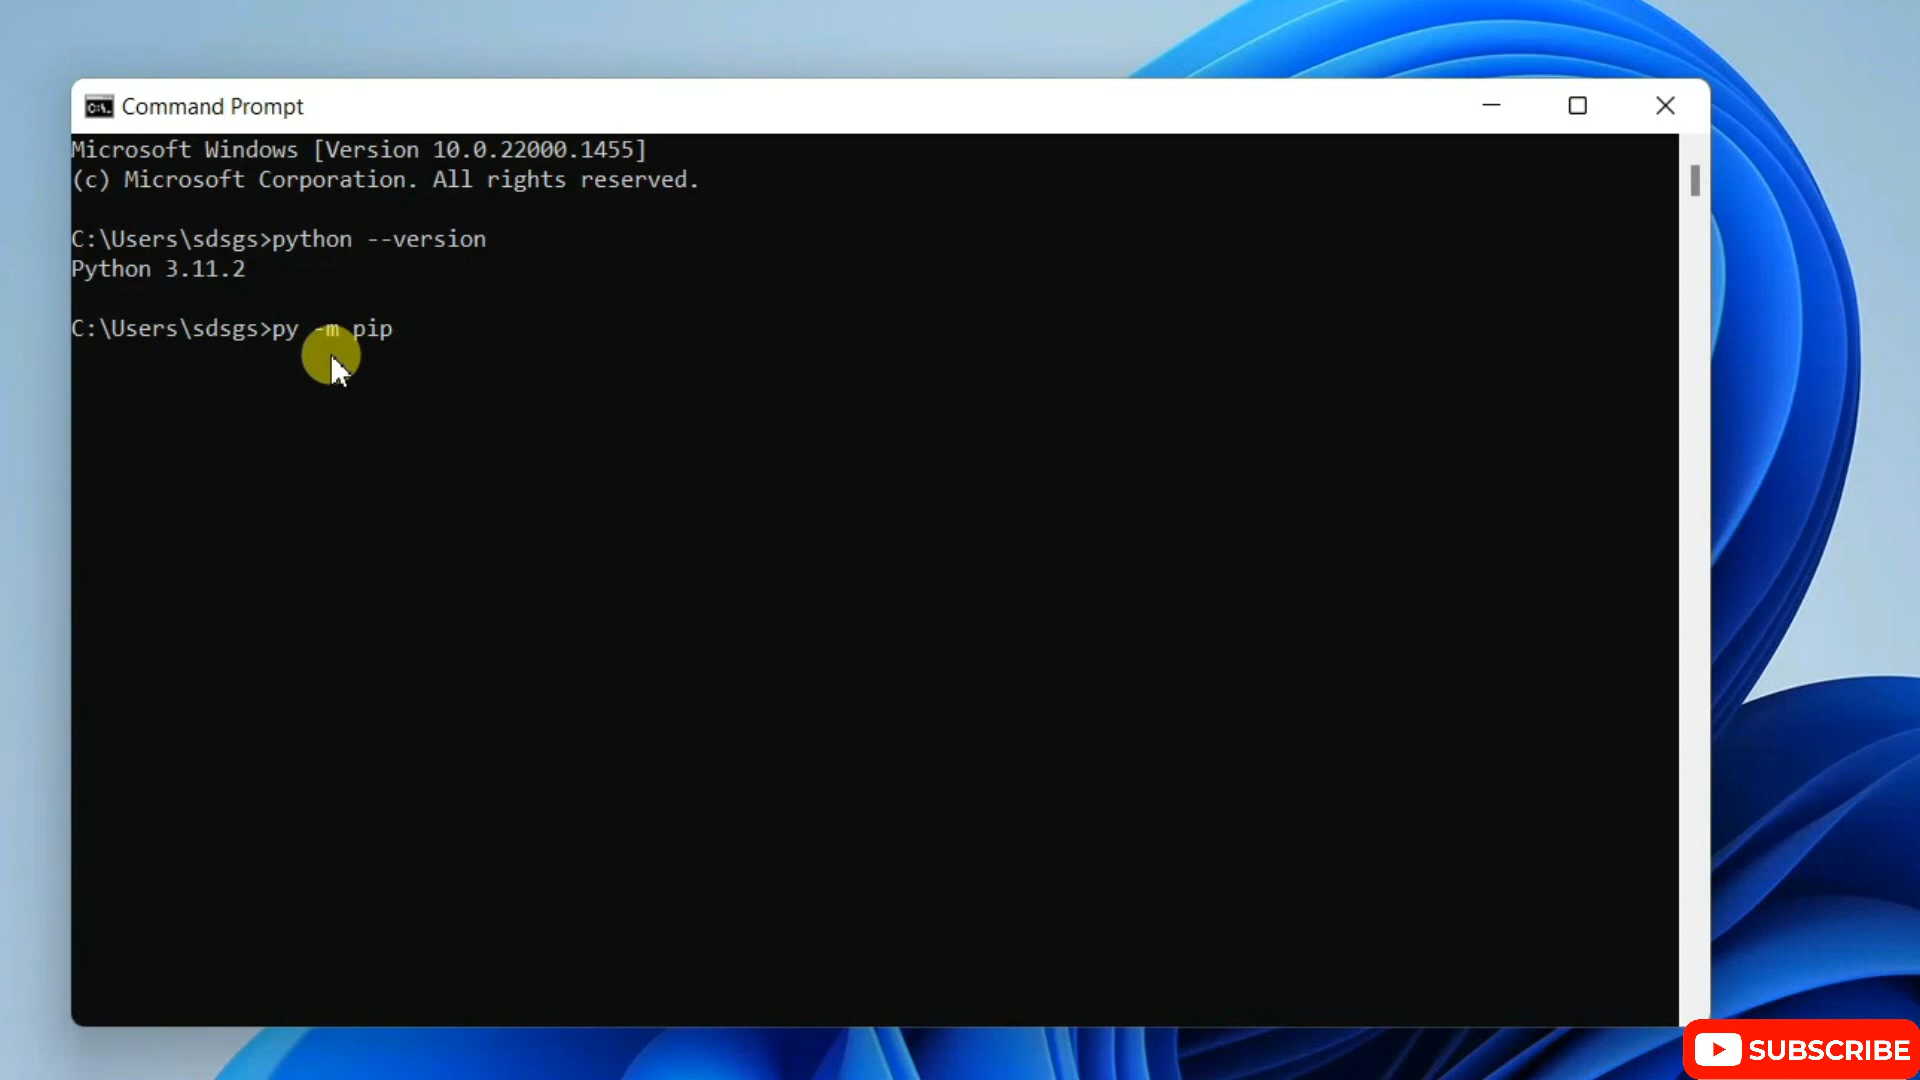 Command Prompt
Microsoft Windows [Version 10.0.22000.1455]
(c) Microsoft Corporation. All rights reserved.
C:\Users\sdsgs>python --version
Python 3.11.2
C:\Users\sdsgs>py -m pip
SUBSCRIBE